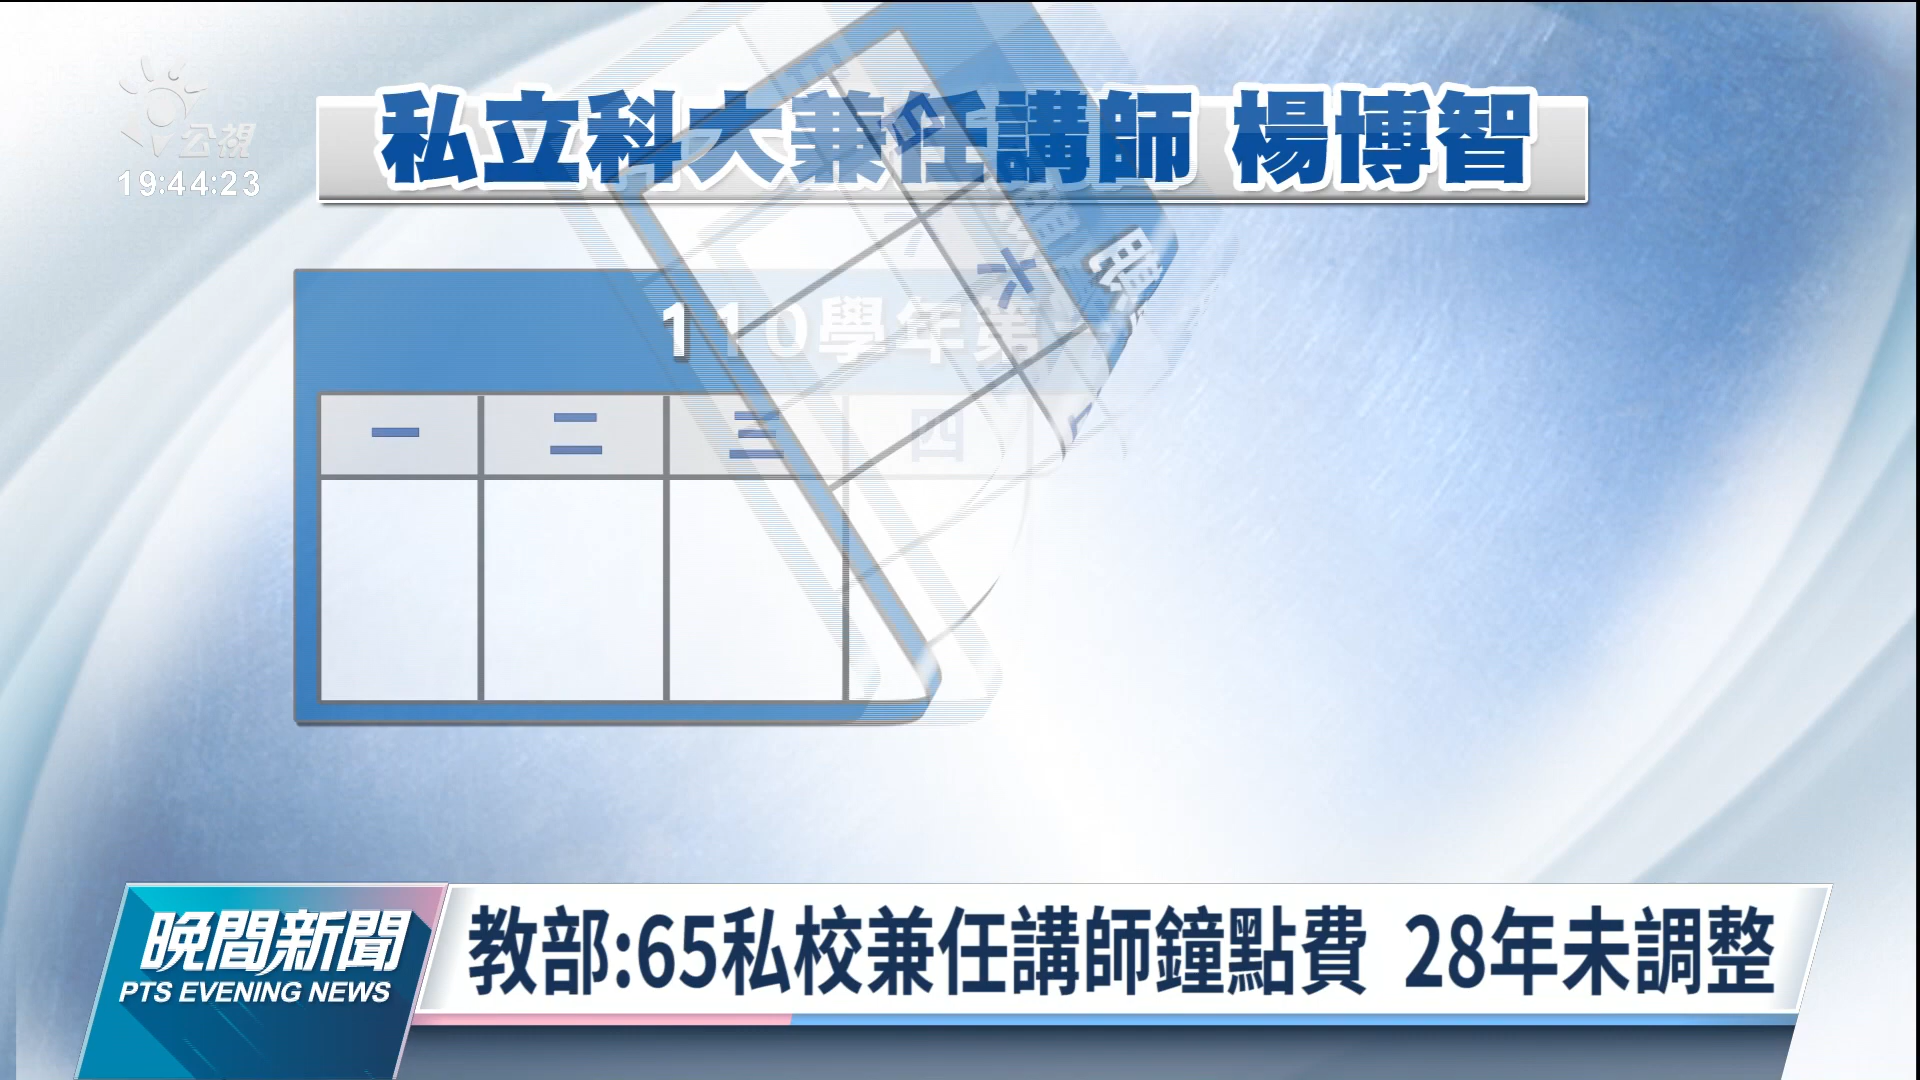 公視
19:44:23
私立科大兼任講師 楊博智
110學年第
一 二 三 四
六
晚間新聞
PTS EVENING NEWS
教部:65私校兼任講師鐘點費 28年未調整